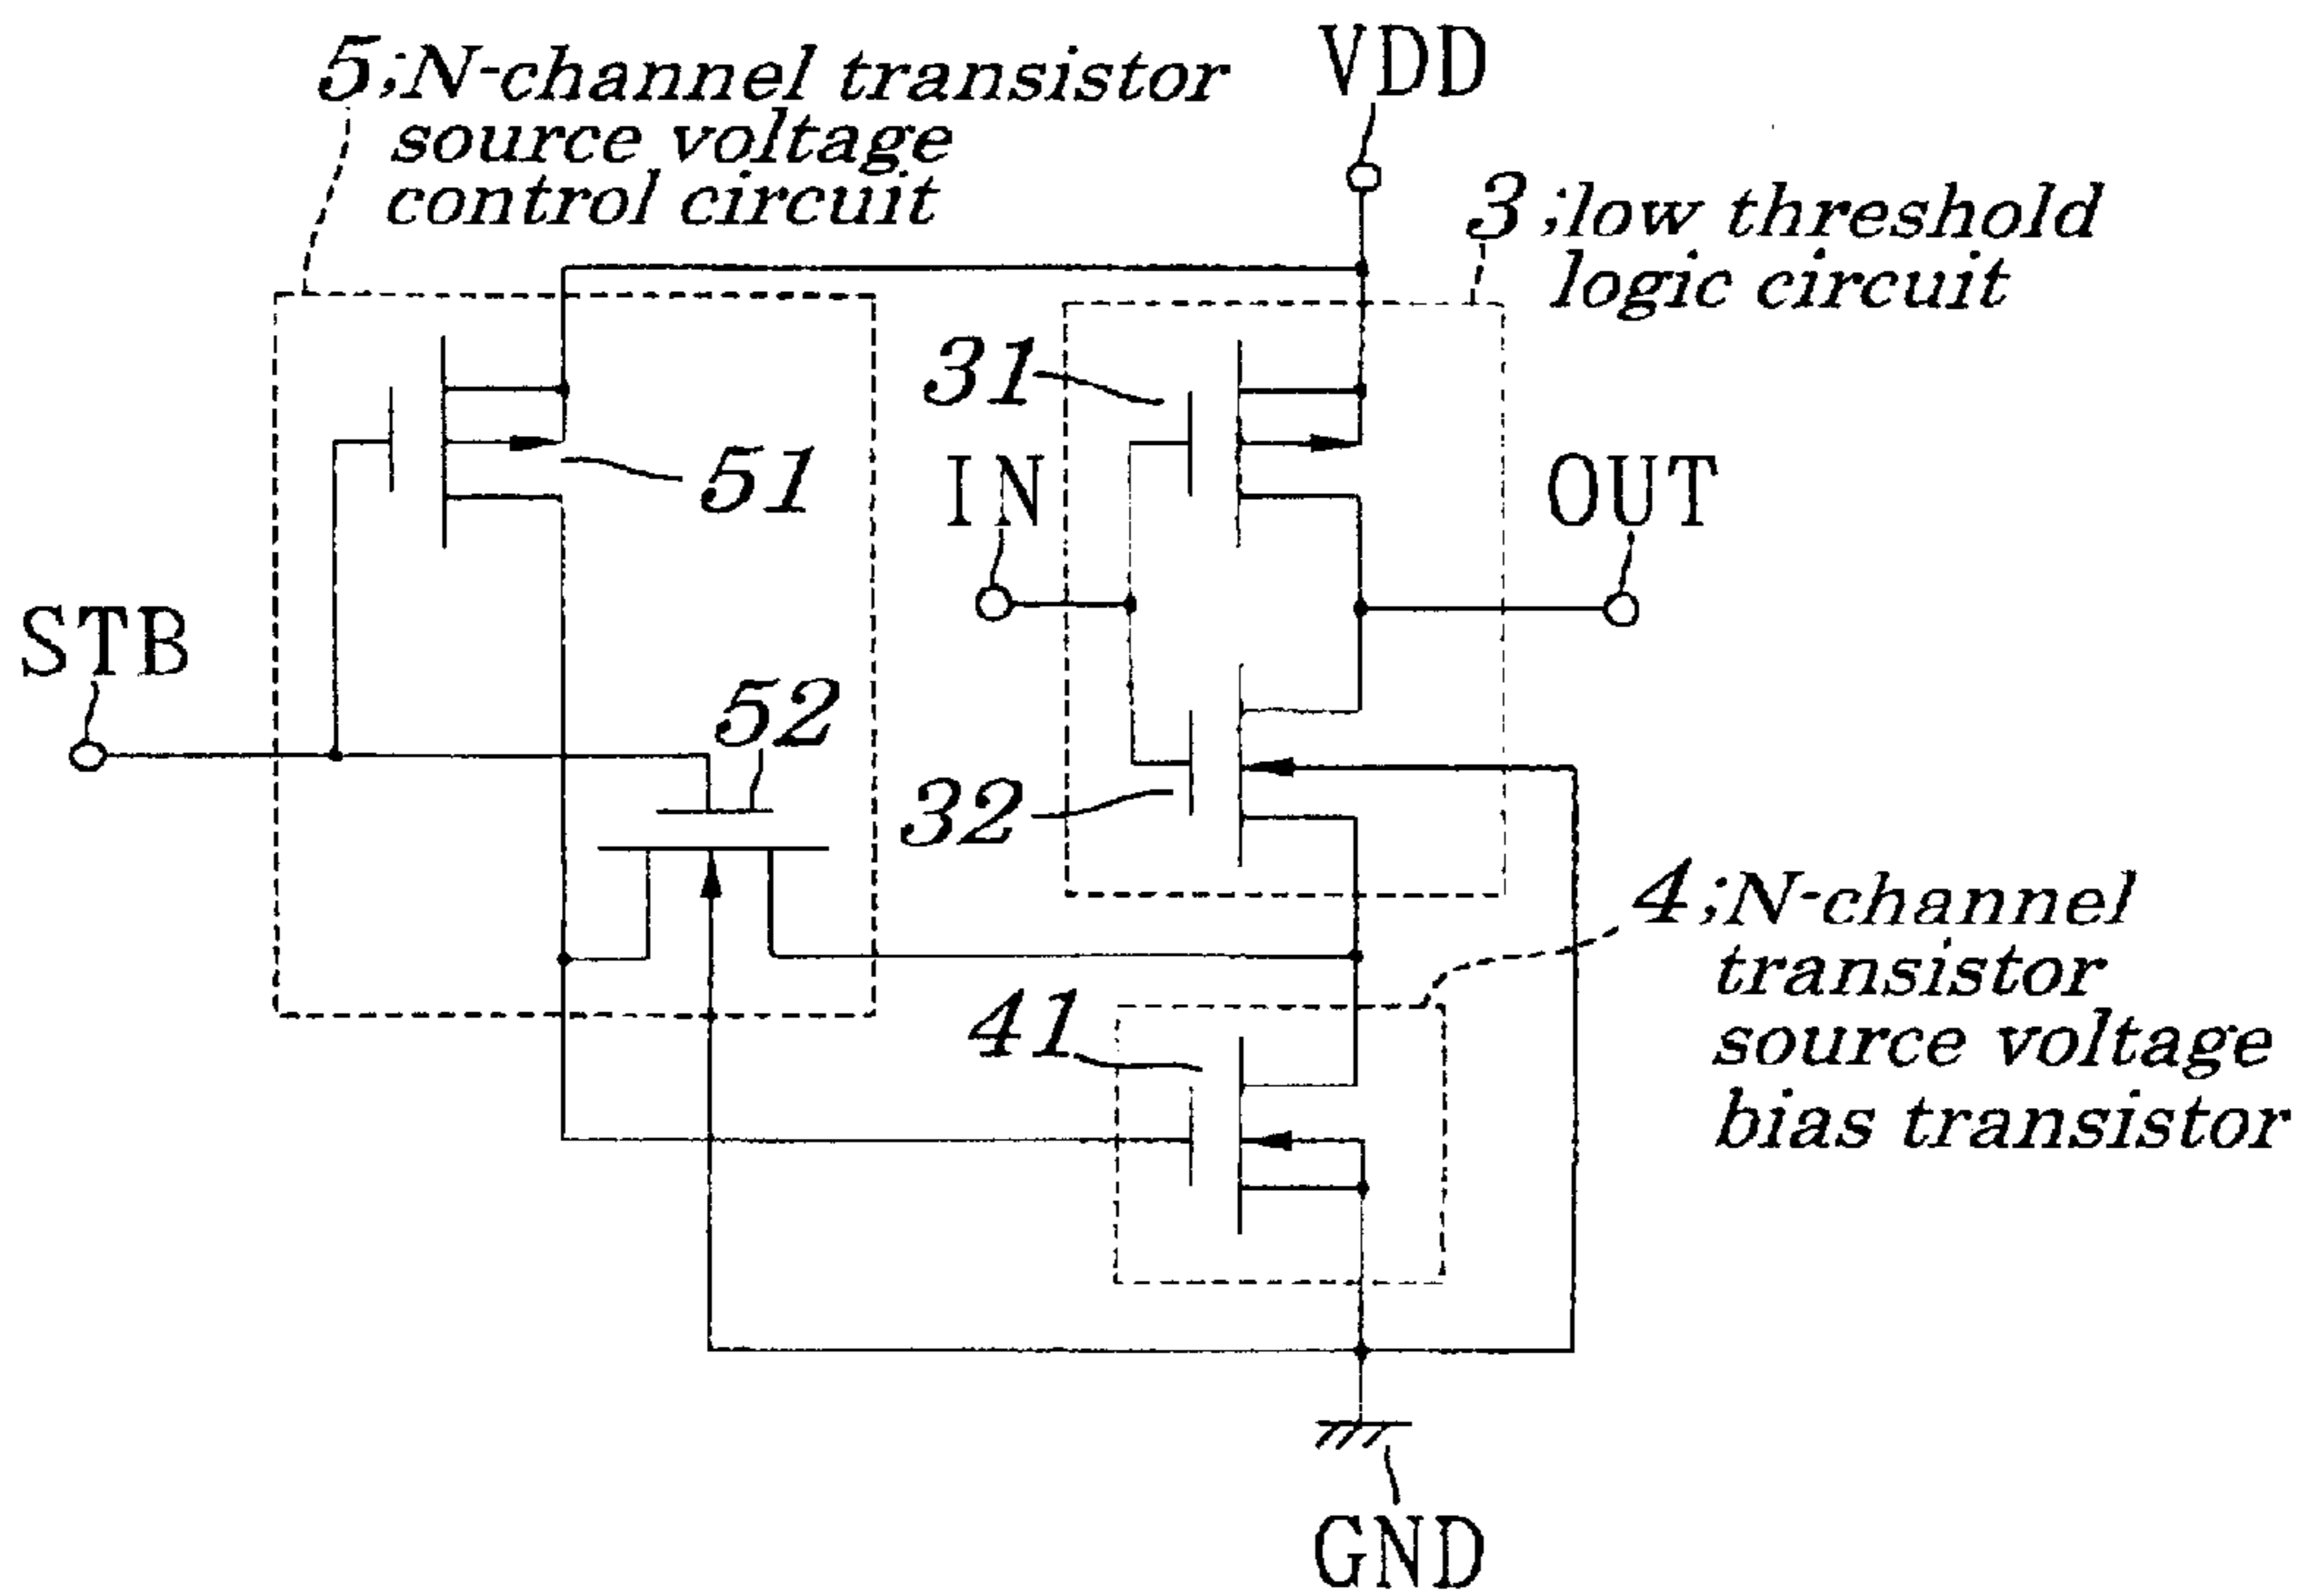 VDD
5;N-channel transistor
source voltage
control circuit
3;low threshold
logic circuit
31
51
IN
OUT
STB
52
32
4;N-channel
transistor
source voltage
bias transistor
41
GND